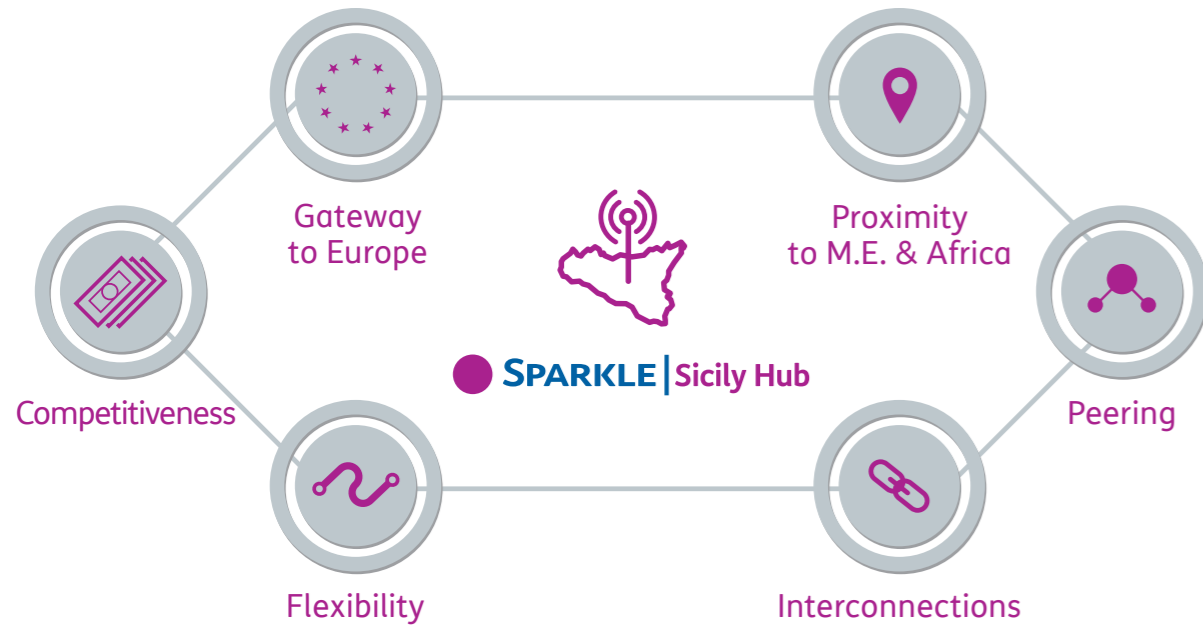 Gateway
to Europe
Proximity
to M.E. & Africa
SPARKLE | Sicily Hub
Competitiveness
Peering
Flexibility
Interconnections